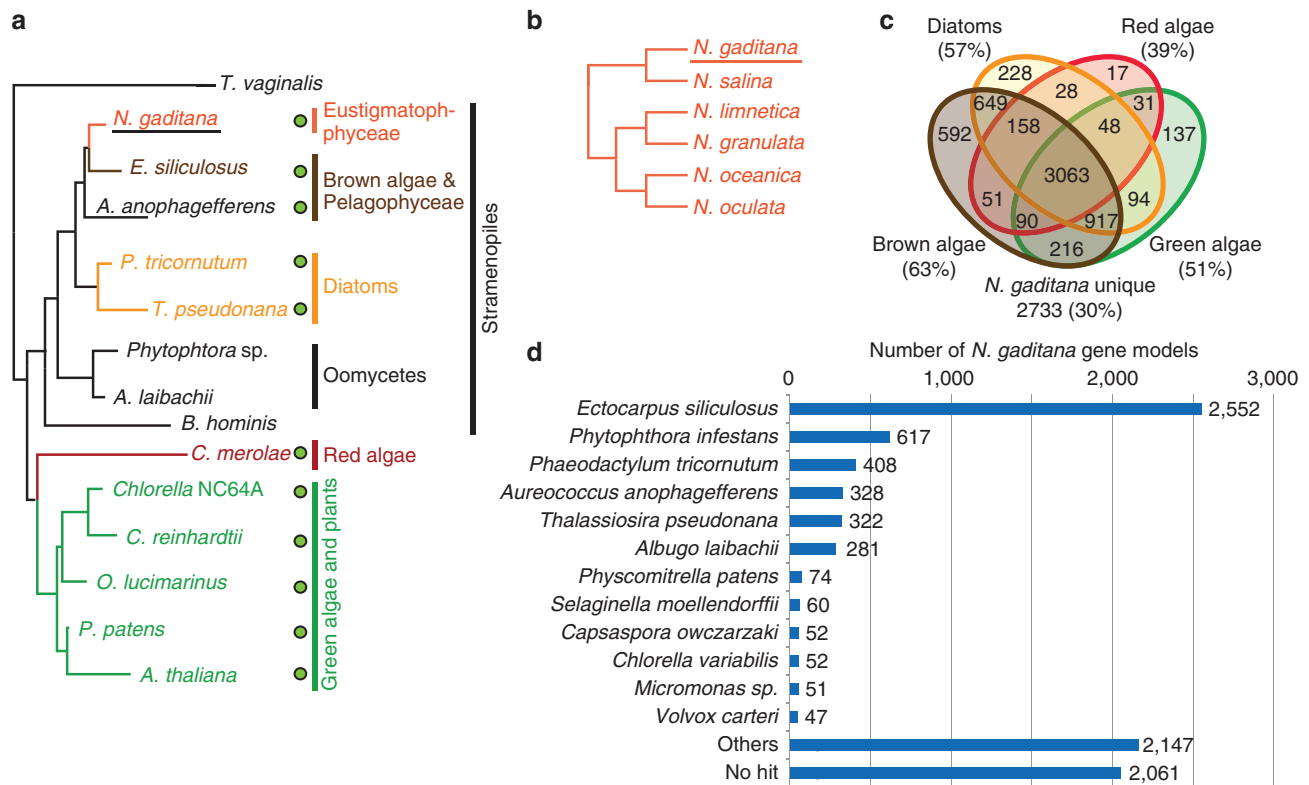 a
T. vaginalis
N. gaditana
Eustigmatoph-
phyceae
E. siliculosus
A. anophagefferens
Brown algae &
Pelagophyceae
P. tricornutum
T. pseudonana
Diatoms
Stramenopiles
Phytophtora sp.
A. laibachii
Oomycetes
B. hominis
C. merolae
Red algae
Chlorella NC64A
C. reinhardtii
O. lucimarinus
P. patens
A. thaliana
Green algae and plants
b
N. gaditana
N. salina
N. limnetica
N. granulata
N. oceanica
N. oculata
c
Diatoms
(57%)
Red algae
(39%)
228
17
28
649
31
158
48
592
137
3063
51
94
90
917
216
Brown algae
(63%)
Green algae
(51%)
N. gaditana unique
2733 (30%)
d
Number of N. gaditana gene models
0
1,000
2,000
3,000
Ectocarpus siliculosus 2,552
Phytophthora infestans 617
Phaeodactylum tricornutum 408
Aureococcus anophagefferens 328
Thalassiosira pseudonana 322
Albugo laibachii 281
Physcomitrella patens 74
Selaginella moellendorffii 60
Capsaspora owczarzaki 52
Chlorella variabilis 52
Micromonas sp. 51
Volvox carteri 47
Others 2,147
No hit 2,061